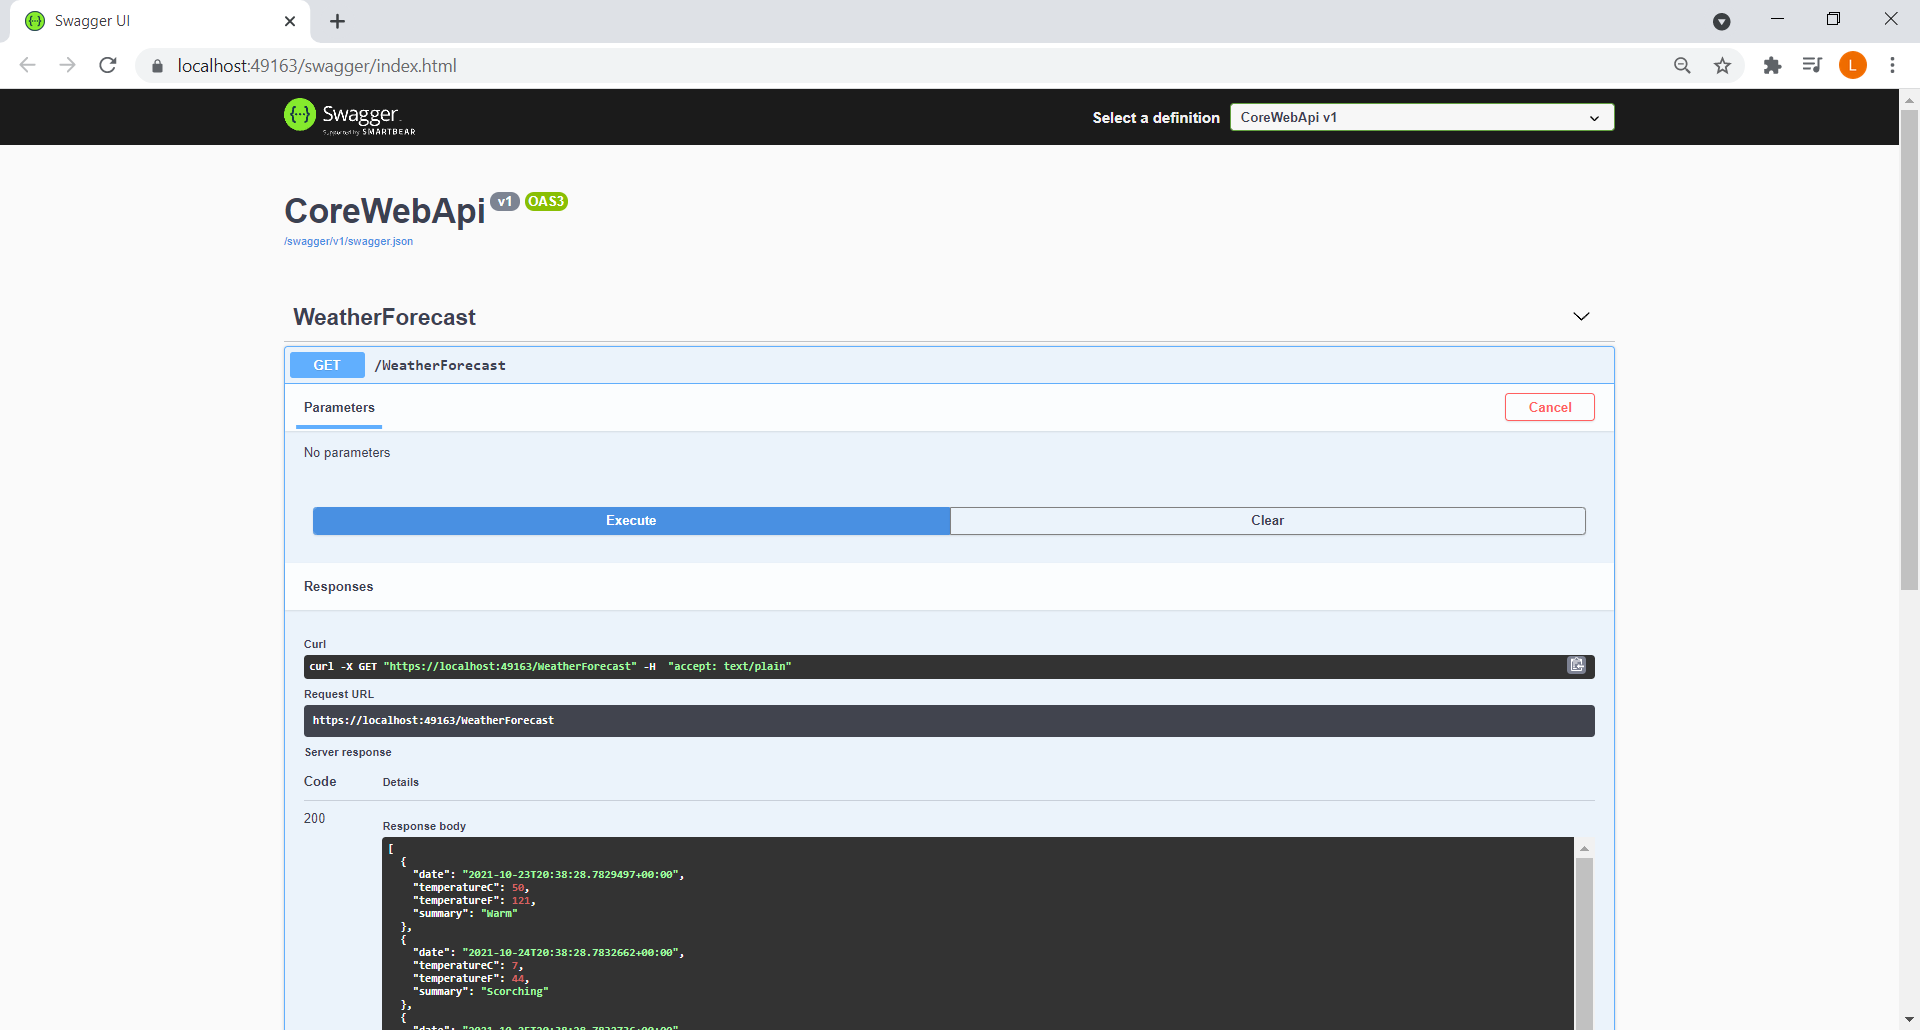 Swagger UI
localhost:49163/swagger/index.html
L
Swagger
Supported by SMARTBEAR
Select a definition
CoreWebApi v1
CoreWebApi v1 OAS3
/swagger/v1/swagger.json
WeatherForecast
GET /WeatherForecast
Parameters
Cancel
No parameters
Execute
Clear
Responses
Curl
curl -X GET "https://localhost:49163/WeatherForecast" -H  "accept: text/plain"
Request URL
https://localhost:49163/WeatherForecast
Server response
Code Details
200
Response body
[
{
"date": "2021-10-23T20:38:28.7829497+00:00",
"temperatureC": 50,
"temperatureF": 121,
"summary": "Warm"
},
{
"date": "2021-10-24T20:38:28.7832662+00:00",
"temperatureC": 7,
"temperatureF": 44,
"summary": "Scorching"
},
{